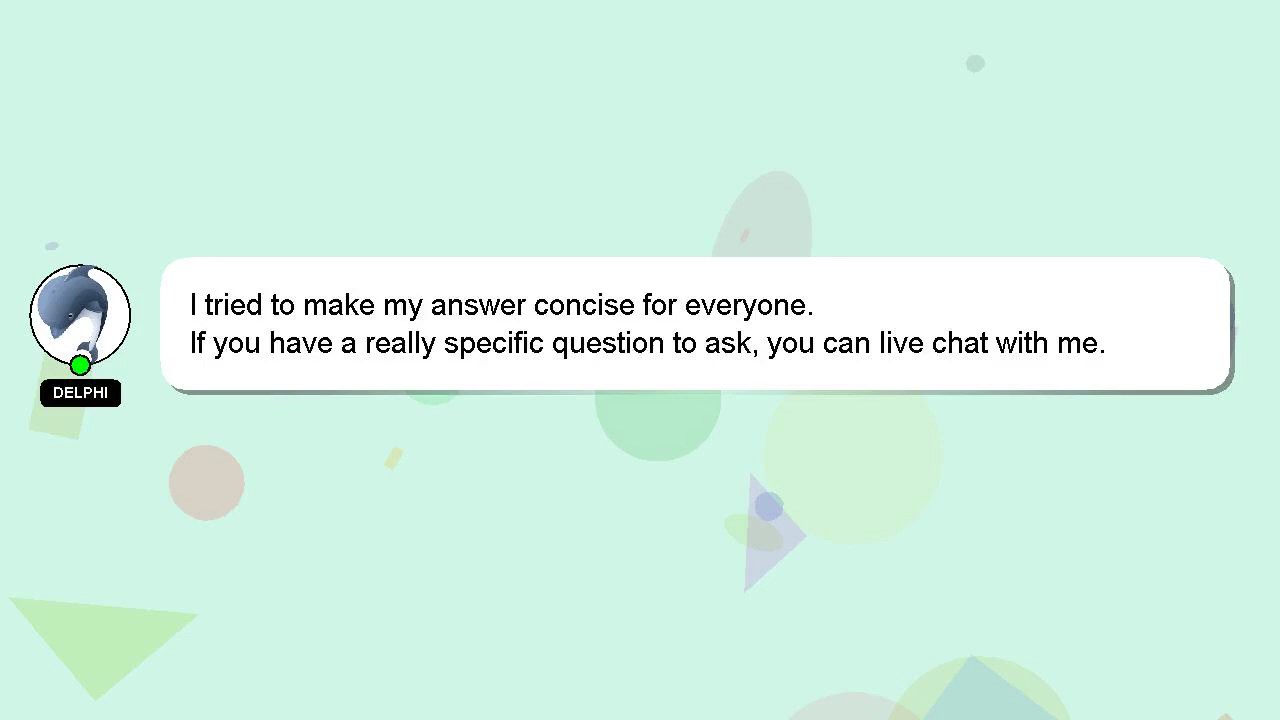 I tried to make my answer concise for everyone.
If you have a really specific question to ask, you can live chat with me.
DELPHI